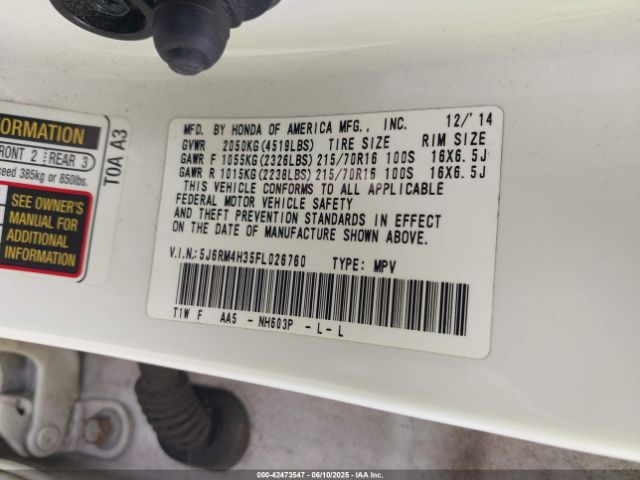 ORMATION
RONT 2 REAR 3
ceed 385kg or 850lbs.
SEE OWNER'S
MANUAL FOR
ADDITIONAL
INFORMATION
T0A A3
MFD. BY HONDA OF AMERICA MFG., INC. 12/'14
GVWR 2050KG(4519LBS) TIRE SIZE RIM SIZE
GAWR F 1055KG(2326LBS) 215/70R16 100S 16X6.5J
GAWR R 1015KG(2238LBS) 215/70R16 100S 16X6.5J
THIS VEHICLE CONFORMS TO ALL APPLICABLE
FEDERAL MOTOR VEHICLE SAFETY
AND THEFT PREVENTION STANDARDS IN EFFECT
ON THE DATE OF MANUFACTURE SHOWN ABOVE.
V.I.N.:5J6RM4H35FL026760 TYPE: MPV
T1W F AA5 - NH603P - L - L
000-42473547 - 06/10/2025 - IAA Inc.